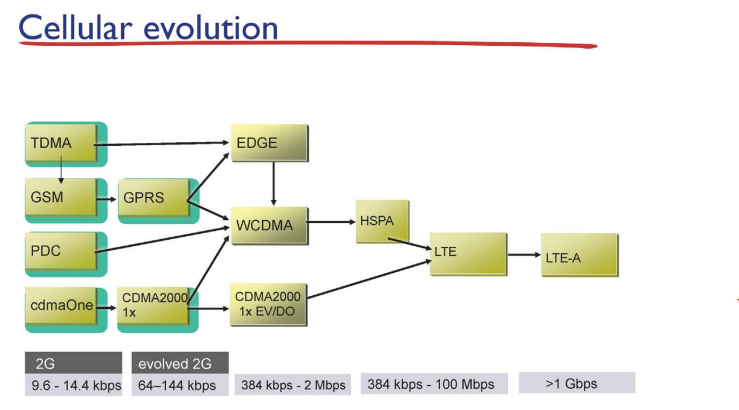 Cellular evolution
TDMA
EDGE
GSM
GPRS
WCDMA
HSPA
PDC
LTE
LTE-A
cdmaOne
CDMA2000
1x
CDMA2000
1x EV/DO
2G
evolved 2G
9.6 - 14.4 kbps
64–144 kbps
384 kbps - 2 Mbps
384 kbps - 100 Mbps
>1 Gbps